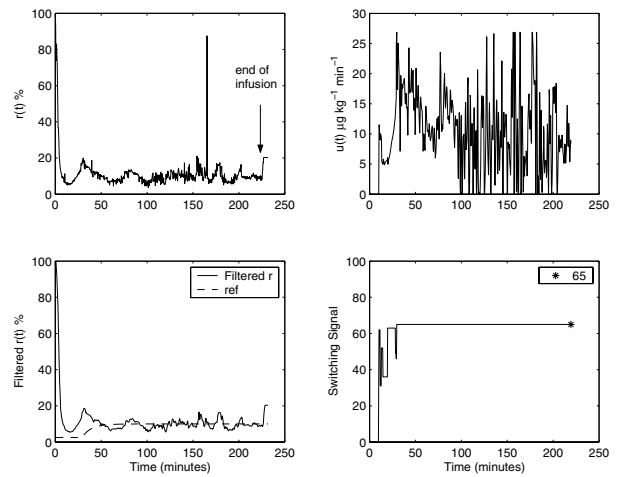 100
80
60
40
20
0
r(t) %
end of
infusion
0 50 100 150 200 250
30
25
20
15
10
5
0
u(t) µg kg⁻¹ min⁻¹
0 50 100 150 200 250
100
80
60
40
20
0
Filtered r(t) %
Filtered r
ref
0 50 100 150 200 250
Time (minutes)
100
80
60
40
20
0
Switching Signal
65
0 50 100 150 200 250
Time (minutes)